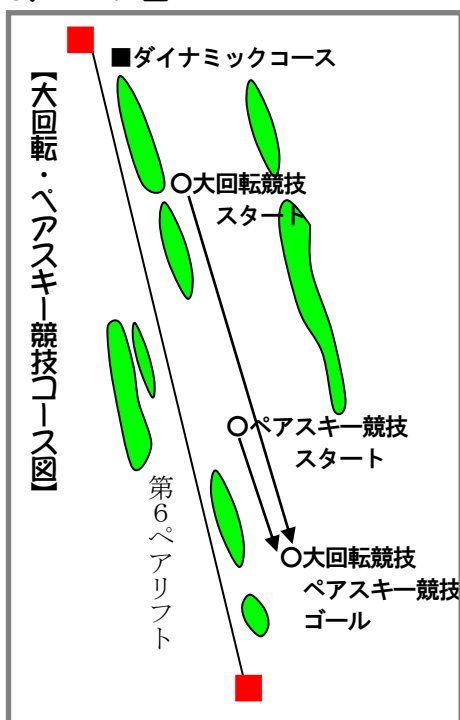 【大回転・ペアスキー競技コース図】
■ダイナミックコース
○大回転競技
スタート
○ペアスキー競技
スタート
第6ペアリフト
○大回転競技
ペアスキー競技
ゴール